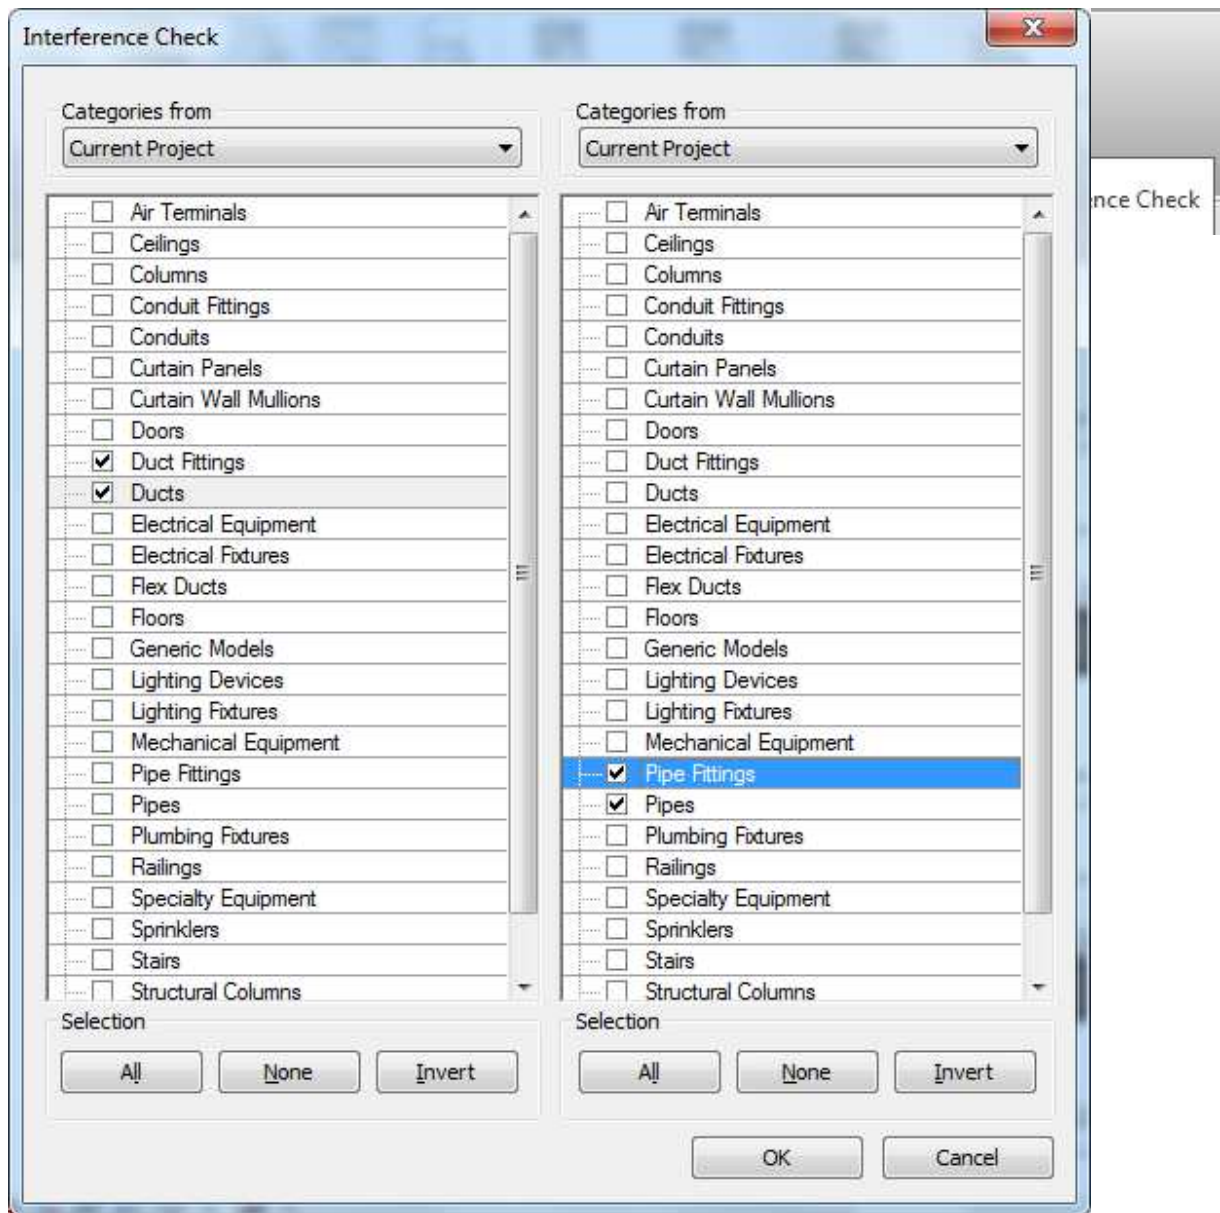 Interference Check
Categories from
Current Project
Air Terminals
Ceilings
Columns
Conduit Fittings
Conduits
Curtain Panels
Curtain Wall Mullions
Doors
Duct Fittings
Ducts
Electrical Equipment
Electrical Fixtures
Flex Ducts
Floors
Generic Models
Lighting Devices
Lighting Fixtures
Mechanical Equipment
Pipe Fittings
Pipes
Plumbing Fixtures
Railings
Specialty Equipment
Sprinklers
Stairs
Structural Columns
Selection
All
None
Invert
Categories from
Current Project
Air Terminals
Ceilings
Columns
Conduit Fittings
Conduits
Curtain Panels
Curtain Wall Mullions
Doors
Duct Fittings
Ducts
Electrical Equipment
Electrical Fixtures
Flex Ducts
Floors
Generic Models
Lighting Devices
Lighting Fixtures
Mechanical Equipment
Pipe Fittings
Pipes
Plumbing Fixtures
Railings
Specialty Equipment
Sprinklers
Stairs
Structural Columns
Selection
All
None
Invert
OK
Cancel
ence Check